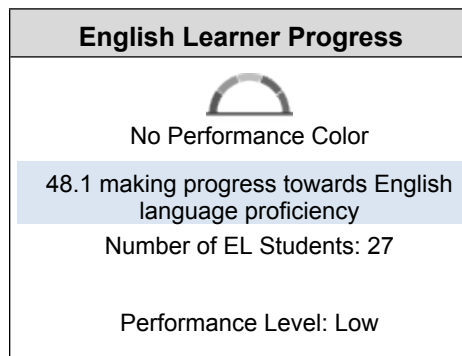 English Learner Progress
No Performance Color
48.1 making progress towards English
language proficiency
Number of EL Students: 27
Performance Level: Low